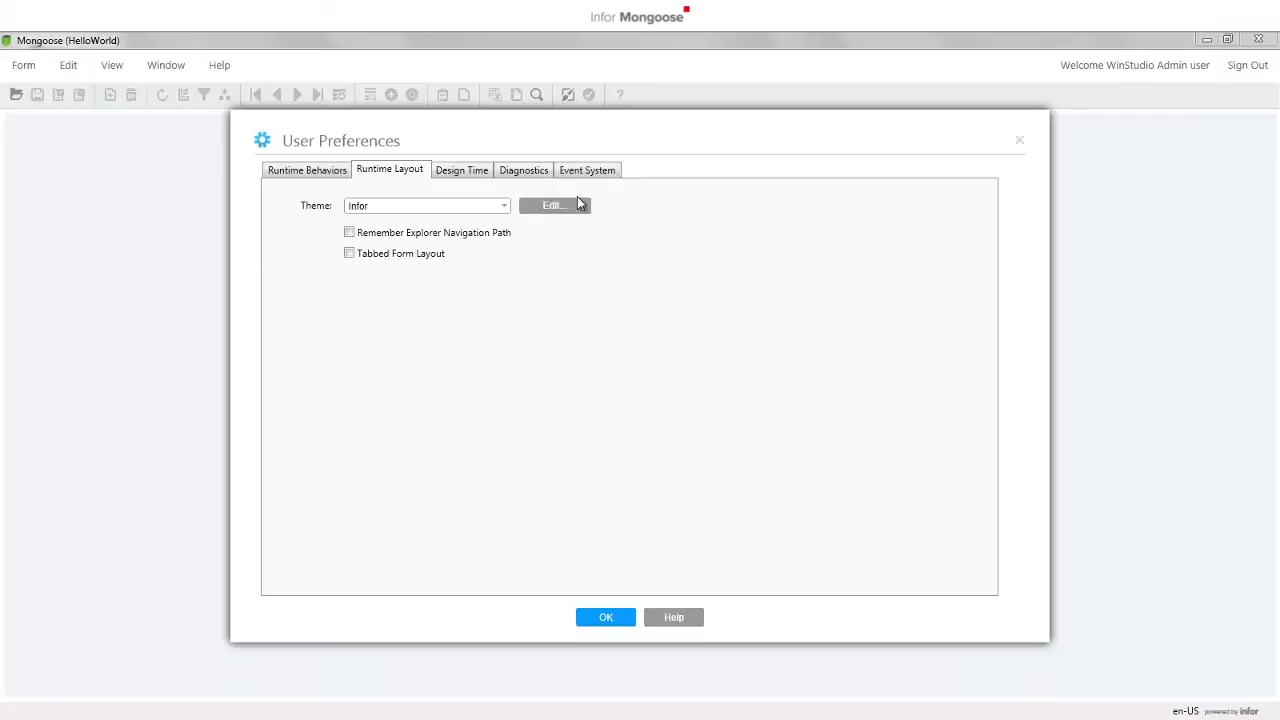 Infor Mongoose
Mongoose (HelloWorld)
Form Edit View Window Help Welcome WinStudio Admin user Sign Out
?
User Preferences
Runtime Behaviors Runtime Layout Design Time Diagnostics Event System
Theme: Infor Edit...
Remember Explorer Navigation Path
Tabbed Form Layout
OK Help
en-US powered by infor